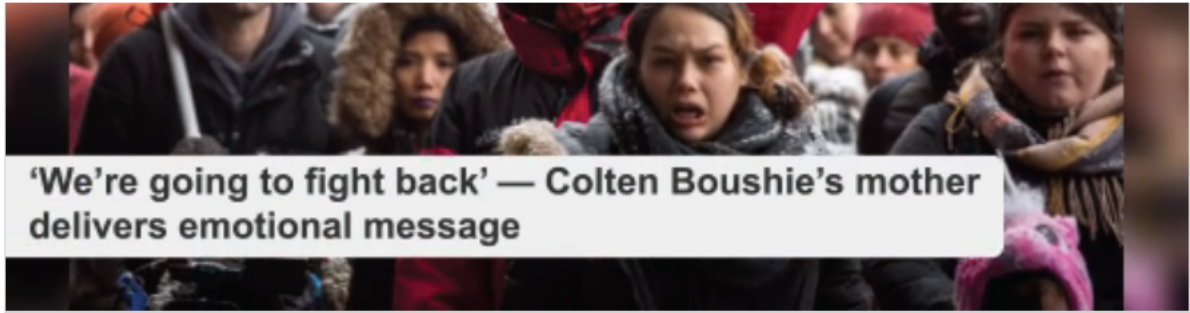 ‘We’re going to fight back’ — Colten Boushie’s mother
delivers emotional message